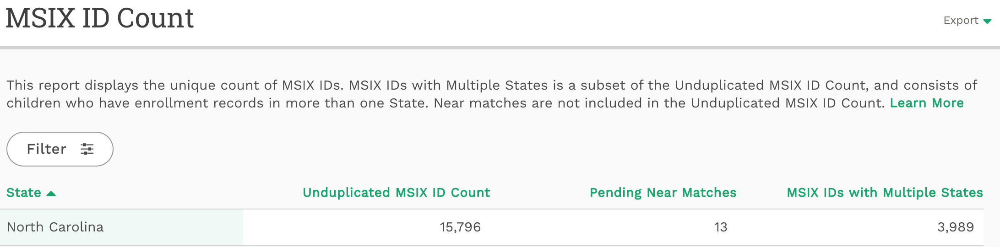 MSIX ID Count
Export
This report displays the unique count of MSIX IDs. MSIX IDs with Multiple States is a subset of the Unduplicated MSIX ID Count, and consists of
children who have enrollment records in more than one State. Near matches are not included in the Unduplicated MSIX ID Count. Learn More
Filter
State Unduplicated MSIX ID Count Pending Near Matches MSIX IDs with Multiple States
North Carolina 15,796 13 3,989